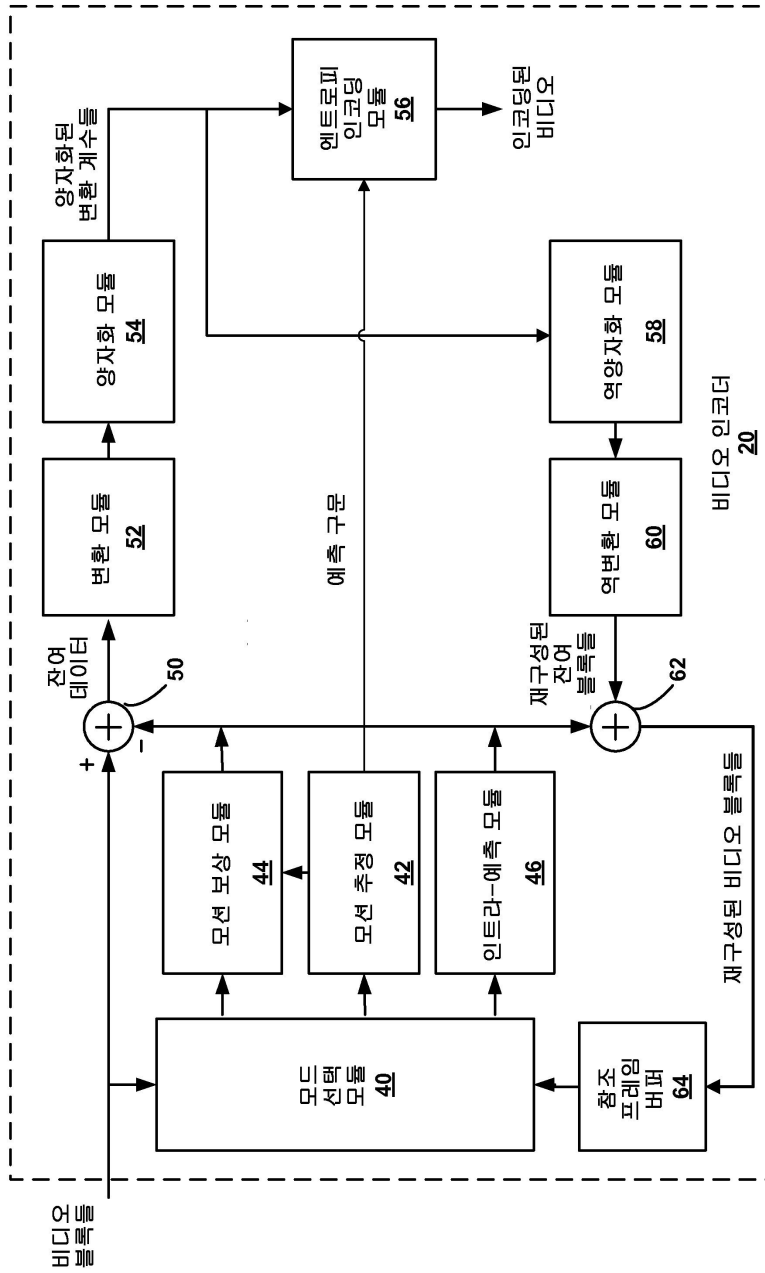 비디오
블록들
+
-
잔여
데이터
50
변환 모듈
52
양자화 모듈
54
양자화된
변환 계수들
모션 보상 모듈
44
모드
선택
모듈
40
모션 추정 모듈
42
예측 구문
엔트로피
인코딩
모듈
56
인코딩된
비디오
인트라-예측 모듈
46
재구성된
잔여
블록들
역변환 모듈
60
역양자화 모듈
58
62
참조
프레임
버퍼
64
재구성된 비디오 블록들
비디오 인코더
20